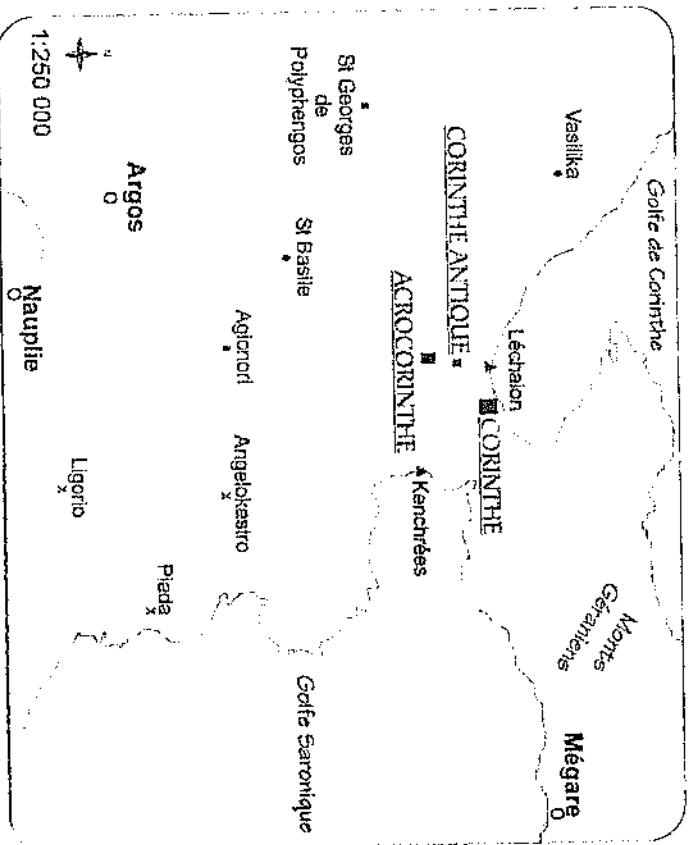 Golfe de Corinthe
Vasilika
Léchaion
CORINTHE
CORINTHE ANTIQUE
ACROCORINTHE
Kenchrées
Monts
Géraniens
Mégare
St Georges
de
Polyphengos
St Basile
Agionori
Angelokastro
Ligorio
Piada
Golfe Saronique
Argos
Nauplie
N
1:250 000